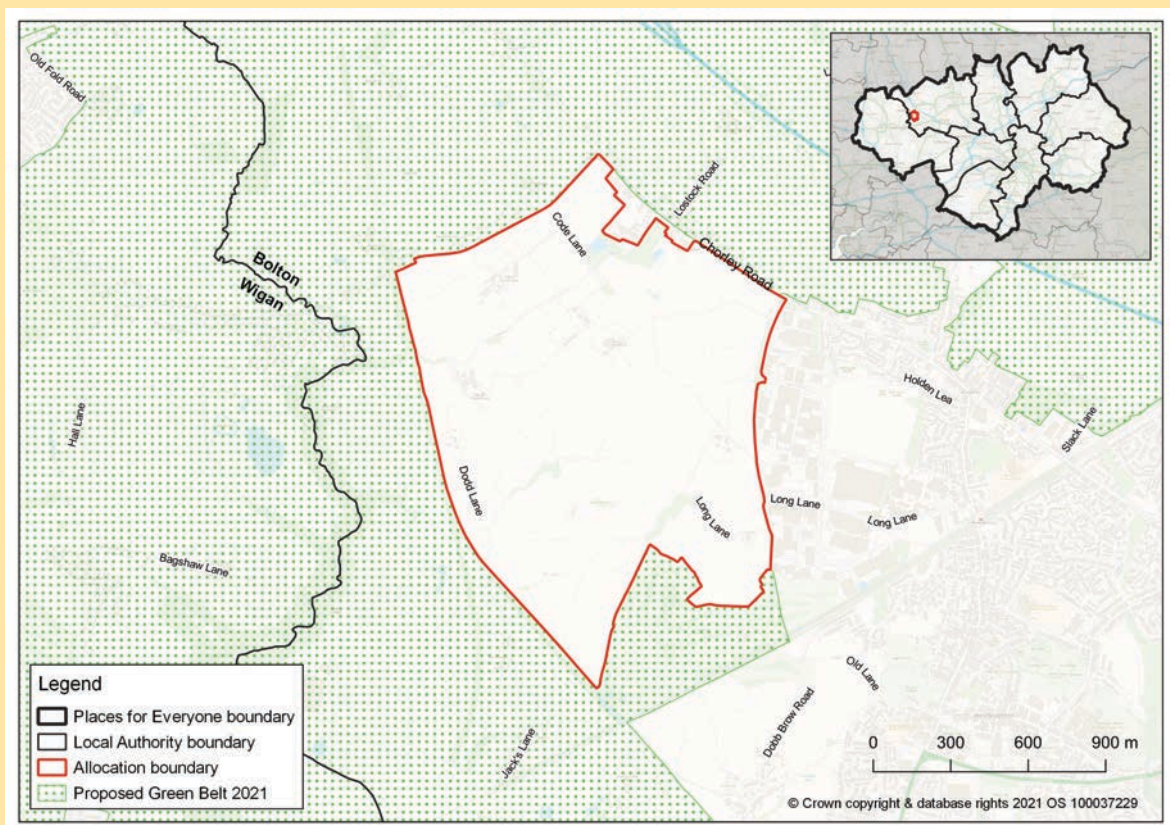 Old Fold Road
Lostock Road
Code Lane
Chorley Road
Bolton
Wigan
Holden Lea
Slack Lane
Hall Lane
Dodd Lane
Long Lane
Long Lane
Long Lane
Bagshaw Lane
Old Lane
Dobb Brow Road
Jack's Lane
Legend
Places for Everyone boundary
Local Authority boundary
Allocation boundary
Proposed Green Belt 2021
0 300 600 900 m
© Crown copyright & database rights 2021 OS 100037229